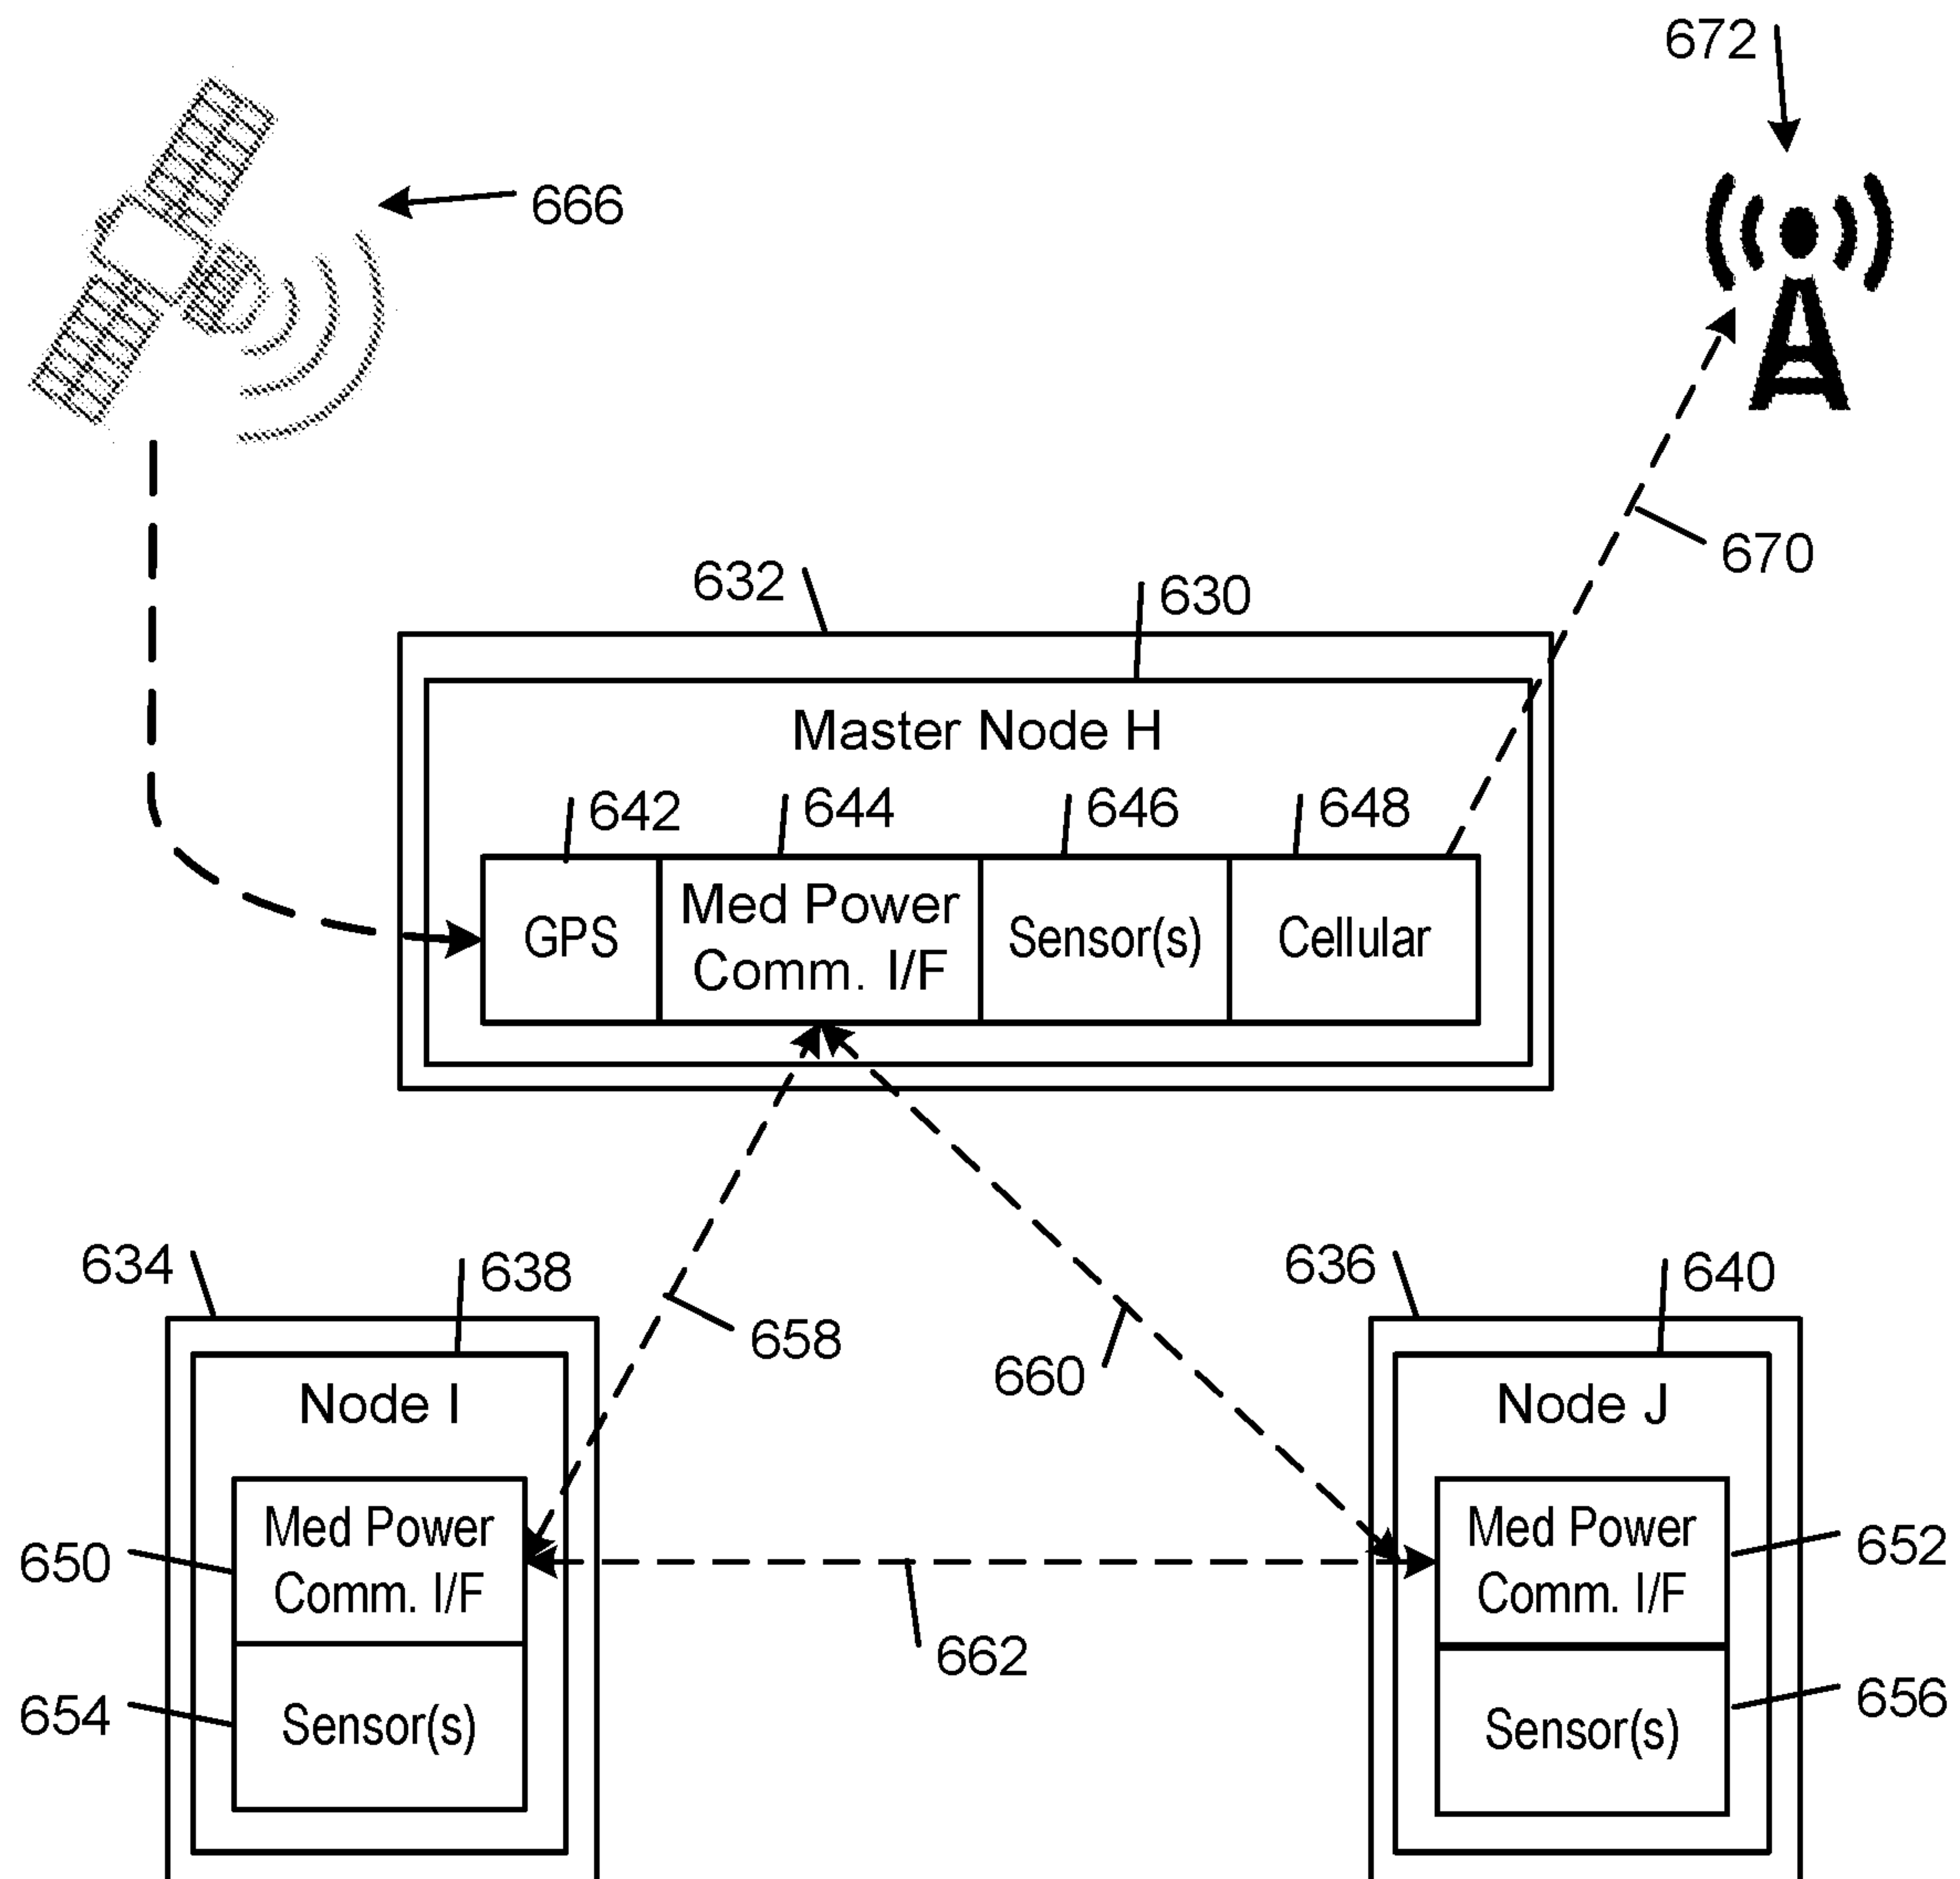 672
666
670
632
630
Master Node H
642
644
646
648
GPS
Med Power
Comm. I/F
Sensor(s)
Cellular
634
638
658
660
636
640
Node I
Node J
650
Med Power
Comm. I/F
Med Power
Comm. I/F
652
662
654
Sensor(s)
Sensor(s)
656